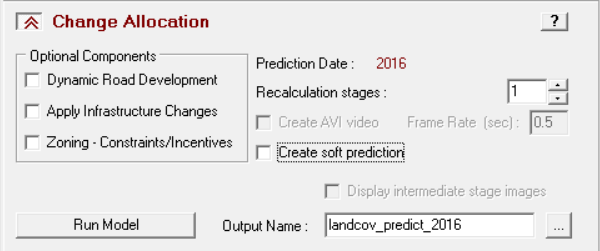 Change Allocation
?
Optional Components
Dynamic Road Development
Apply Infrastructure Changes
Zoning - Constraints/Incentives
Prediction Date : 2016
Recalculation stages : 1
Create AVI video Frame Rate (sec) : 0.5
Create soft prediction
Display intermediate stage images
Run Model
Output Name : landcov_predict_2016
...